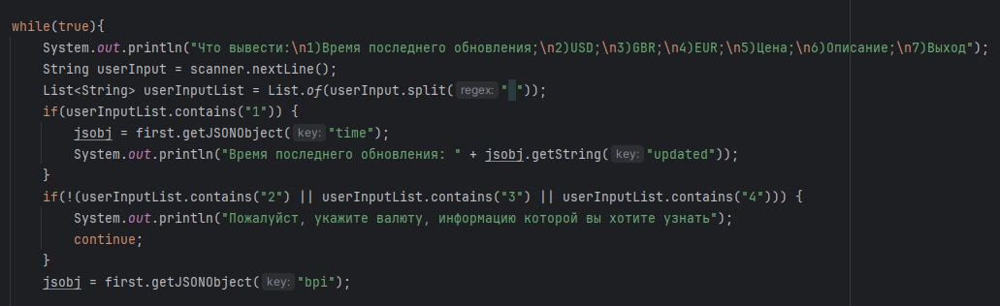 while(true){
System.out.println("Что вывести:\n1)Время последнего обновления;\n2)USD;\n3)GBR;\n4)EUR;\n5)Цена;\n6)Описание;\n7)Выход");
String userInput = scanner.nextLine();
List<String> userInputList = List.of(userInput.split( regex: " "));
if(userInputList.contains("1")) {
jsobj = first.getJSONObject( key: "time");
System.out.println("Время последнего обновления: " + jsobj.getString( key: "updated"));
}
if(!(userInputList.contains("2") || userInputList.contains("3") || userInputList.contains("4"))) {
System.out.println("Пожалуйст, укажите валюту, информацию которой вы хотите узнать");
continue;
}
jsobj = first.getJSONObject( key: "bpi");